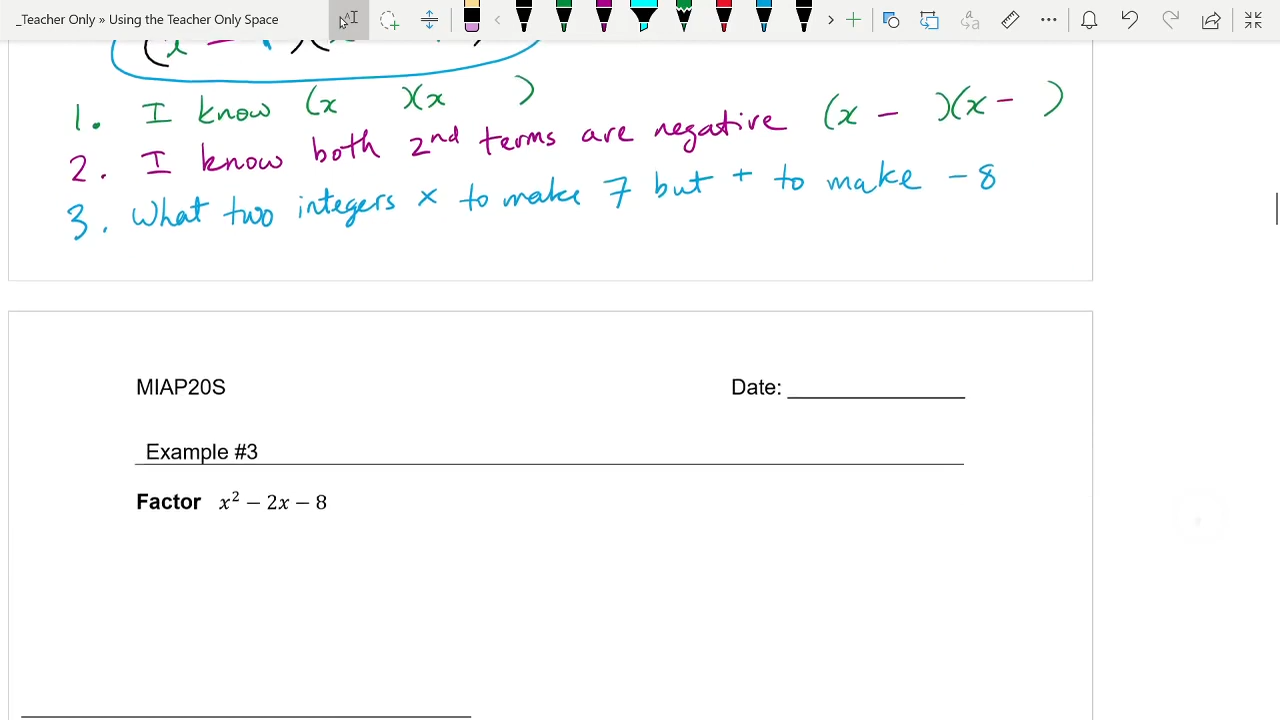 _Teacher Only » Using the Teacher Only Space
1. I know (x )(x )
2. I know both 2nd terms are negative (x - )(x - )
3. What two integers x to make 7 but + to make -8
MIAP20S Date: _______________
Example #3
Factor x² − 2x − 8